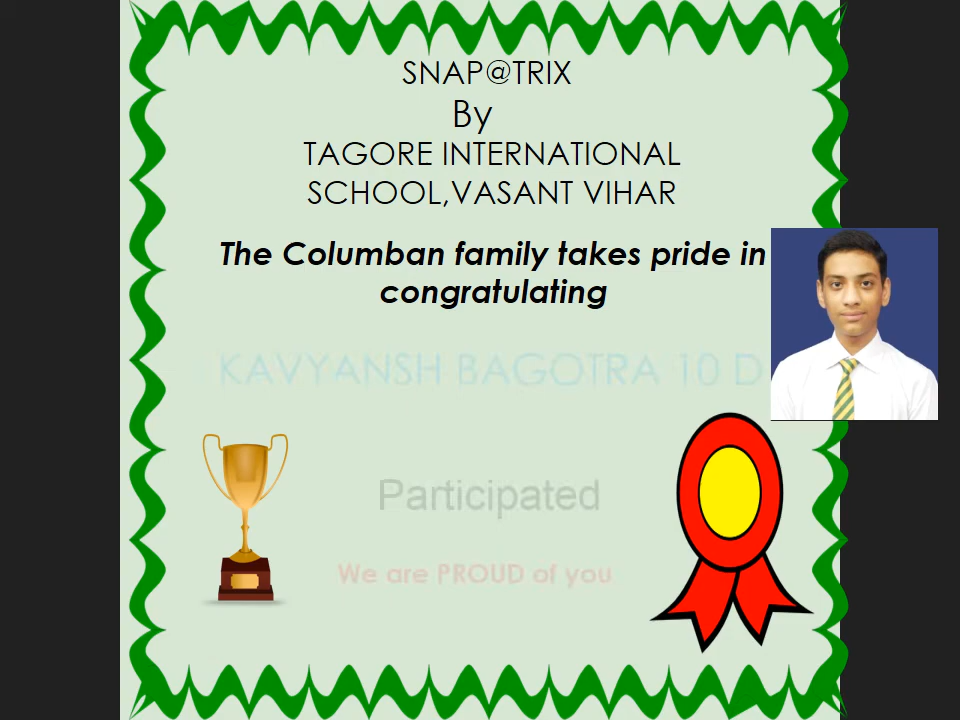 SNAP@TRIX
By
TAGORE INTERNATIONAL
SCHOOL,VASANT VIHAR
The Columban family takes pride in
congratulating
KAVYANSH BAGOTRA 10 D
Participated
We are PROUD of you